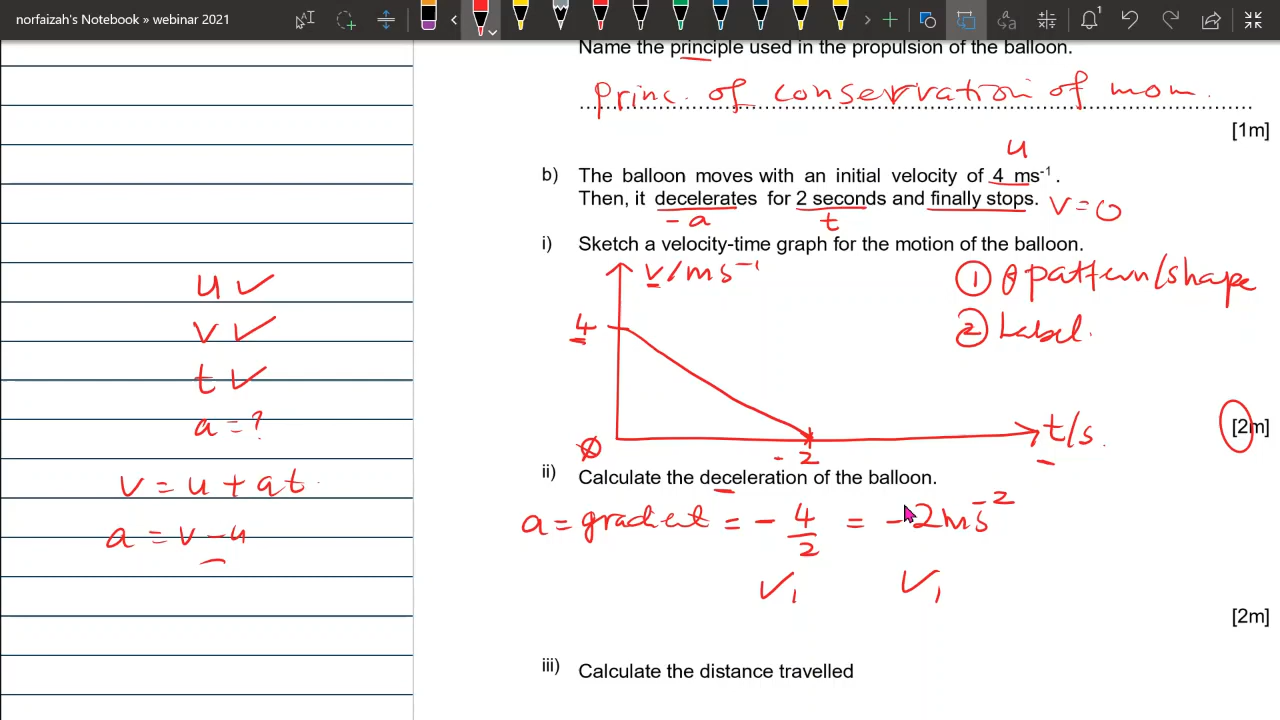 norfaizah's Notebook » webinar 2021
Name the principle used in the propulsion of the balloon.
princ. of conservation of mom.
[1m]
u
b) The balloon moves with an initial velocity of 4 ms⁻¹.
Then, it decelerates for 2 seconds and finally stops. v=0
-a t
i) Sketch a velocity-time graph for the motion of the balloon.
v/ms⁻¹
① pattern/shape
② Label.
4
t/s
[2m]
0
2
u ✓
v ✓
t ✓
a = ?
v = u + at
a = v - u
ii) Calculate the deceleration of the balloon.
a = gradient = - 4/2 = -2ms⁻²
✓1 ✓1
[2m]
iii) Calculate the distance travelled